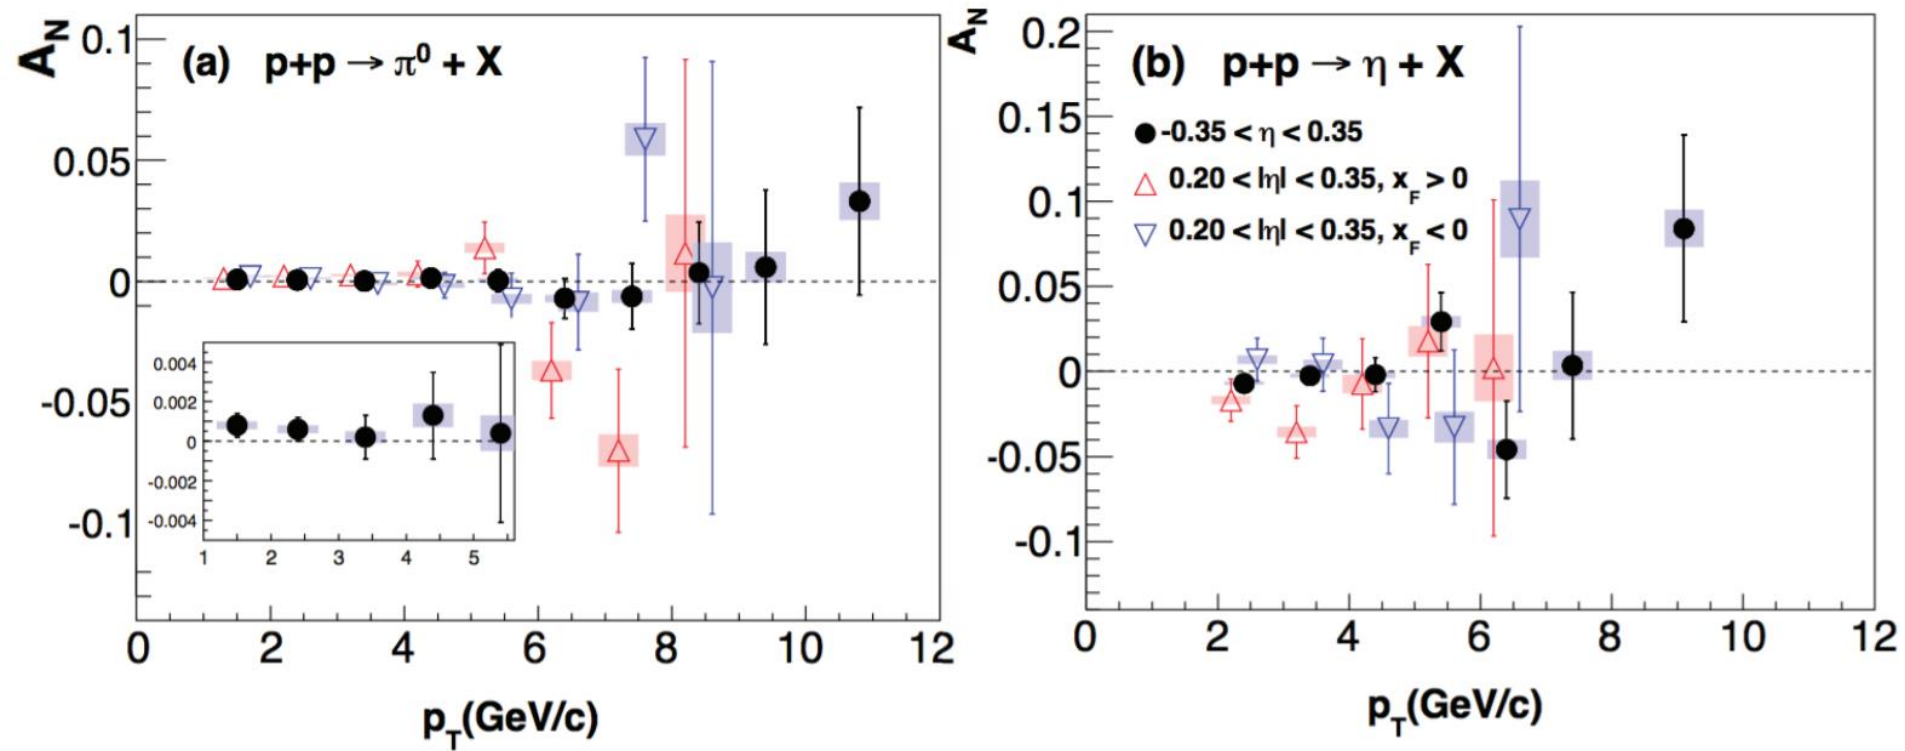 A_N
(a) p+p → π⁰ + X
0.1
0.05
0
-0.05
-0.1
0.004
0.002
0
-0.002
-0.004
1 2 3 4 5
0 2 4 6 8 10 12
p_T(GeV/c)
A_N
(b) p+p → η + X
-0.35 < η < 0.35
0.20 < |η| < 0.35, x_F > 0
0.20 < |η| < 0.35, x_F < 0
0.2
0.15
0.1
0.05
0
-0.05
-0.1
0 2 4 6 8 10 12
p_T(GeV/c)